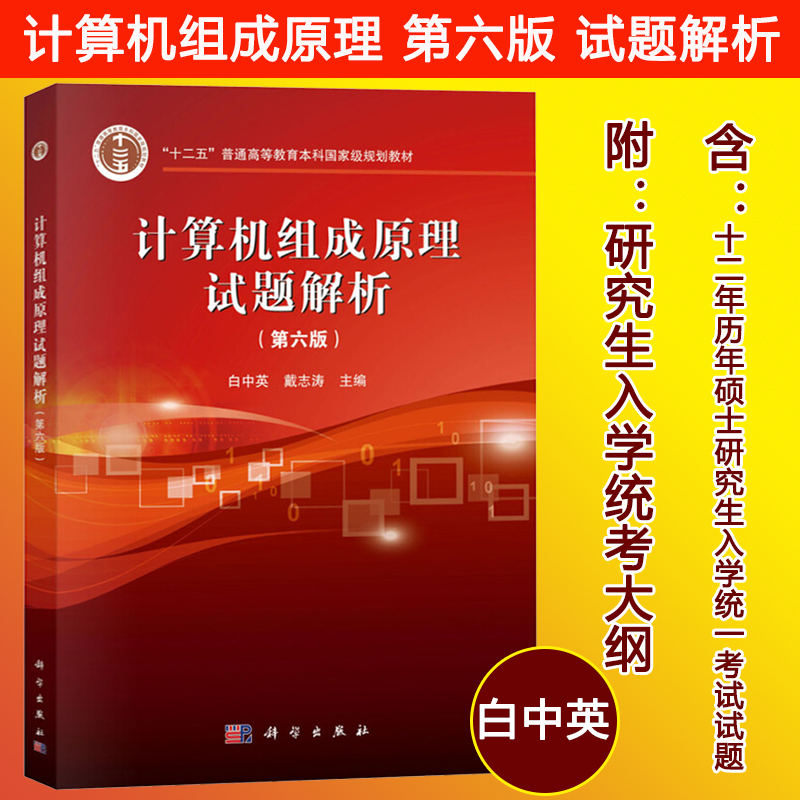 计算机组成原理 第六版 试题解析
“十二五”普通高等教育本科国家级规划教材
计算机组成原理
试题解析
（第六版）
白中英 戴志涛 主编
科学出版社
计算机组成原理试题解析（第六版）
科学出版社
附：研究生入学统考大纲
含：十二年历年硕士研究生入学统一考试试题
白中英